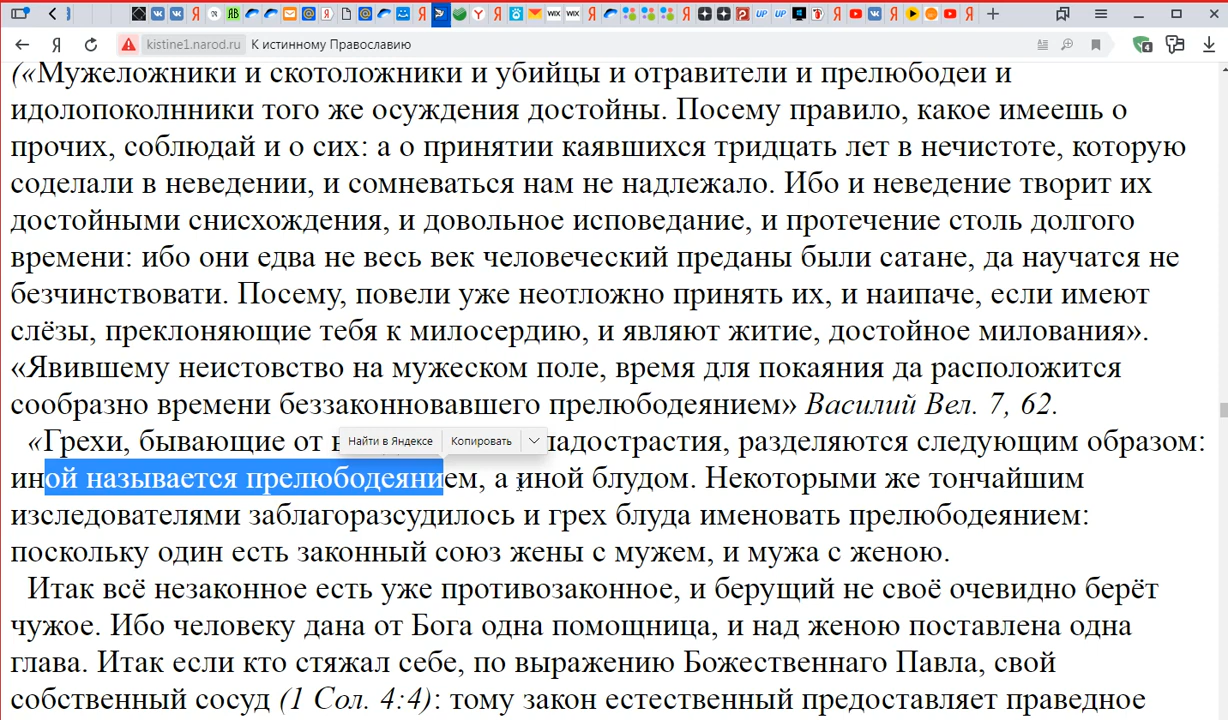 kistine1.narod.ru К истинному Православию
(«Мужеложники и скотоложники и убийцы и отравители и прелюбодеи и
идолопоколнники того же осуждения достойны. Посему правило, какое имеешь о
прочих, соблюдай и о сих: а о принятии каявшихся тридцать лет в нечистоте, которую
соделали в неведении, и сомневаться нам не надлежало. Ибо и неведение творит их
достойными снисхождения, и довольное исповедание, и протечение столь долгого
времени: ибо они едва не весь век человеческий преданы были сатане, да научатся не
безчинствовати. Посему, повели уже неотложно принять их, и наипаче, если имеют
слёзы, преклоняющие тебя к милосердию, и являют житие, достойное милования».
«Явившему неистовство на мужеском поле, время для покаяния да расположится
сообразно времени беззаконновавшего прелюбодеянием» Василий Вел. 7, 62.
«Грехи, бывающие от ладострастия, разделяются следующим образом:
Найти в Яндексе Копировать
иной называется прелюбодеянием, а иной блудом. Некоторыми же тончайшим
изследователями заблагоразсудилось и грех блуда именовать прелюбодеянием:
поскольку один есть законный союз жены с мужем, и мужа с женою.
Итак всё незаконное есть уже противозаконное, и берущий не своё очевидно берёт
чужое. Ибо человеку дана от Бога одна помощница, и над женою поставлена одна
глава. Итак если кто стяжал себе, по выражению Божественнаго Павла, свой
собственный сосуд (1 Сол. 4:4): тому закон естественный предоставляет праведное